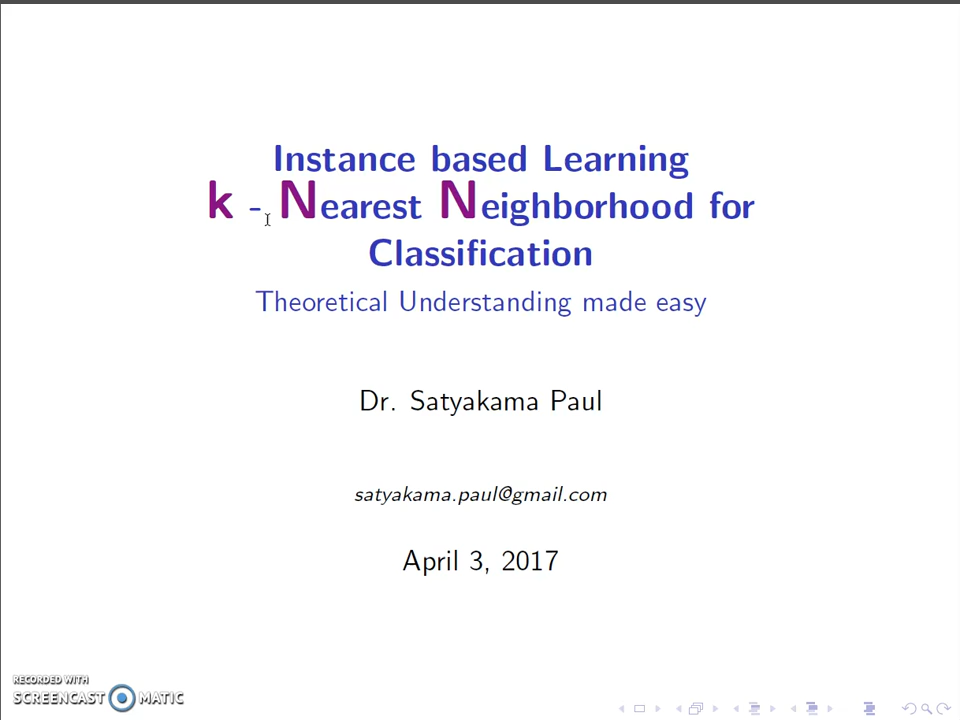 Instance based Learning
k - Nearest Neighborhood for
Classification
Theoretical Understanding made easy
Dr. Satyakama Paul
satyakama.paul@gmail.com
April 3, 2017
RECORDED WITH
SCREENCAST MATIC